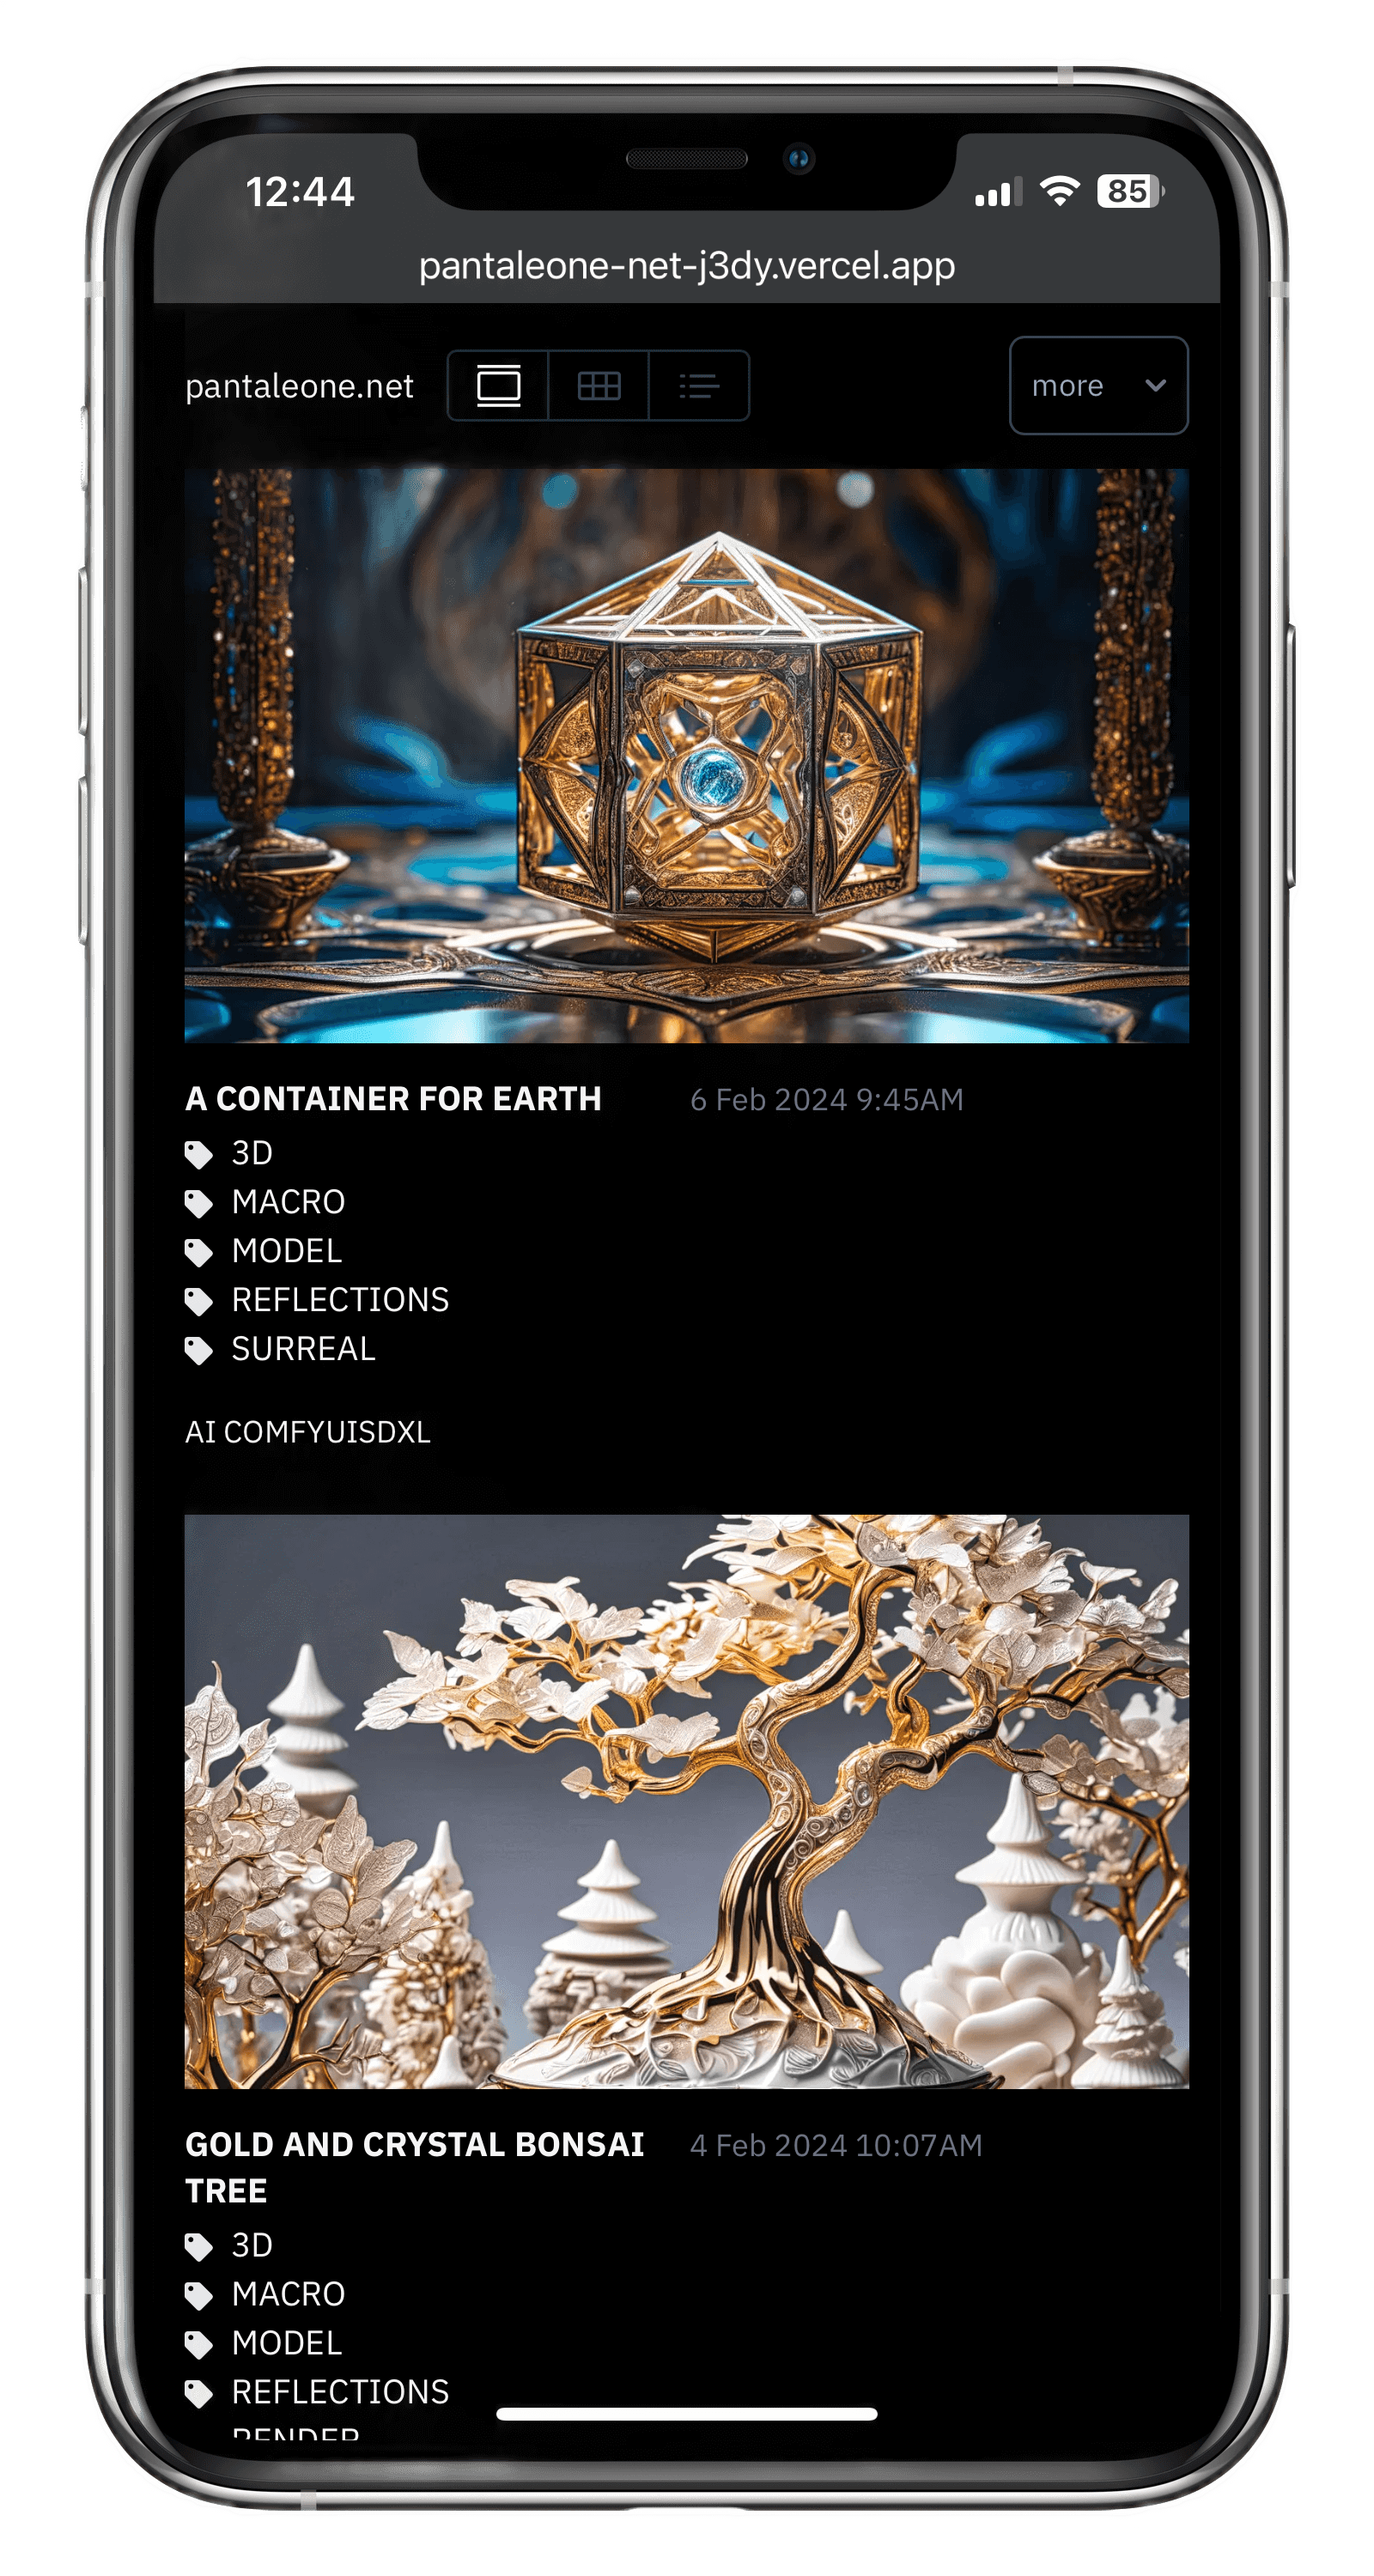 12:44
85
pantaleone-net-j3dy.vercel.app
pantaleone.net
more
A CONTAINER FOR EARTH
6 Feb 2024 9:45AM
3D
MACRO
MODEL
REFLECTIONS
SURREAL
AI COMFYUISDXL
GOLD AND CRYSTAL BONSAI
TREE
4 Feb 2024 10:07AM
3D
MACRO
MODEL
REFLECTIONS
RENDER